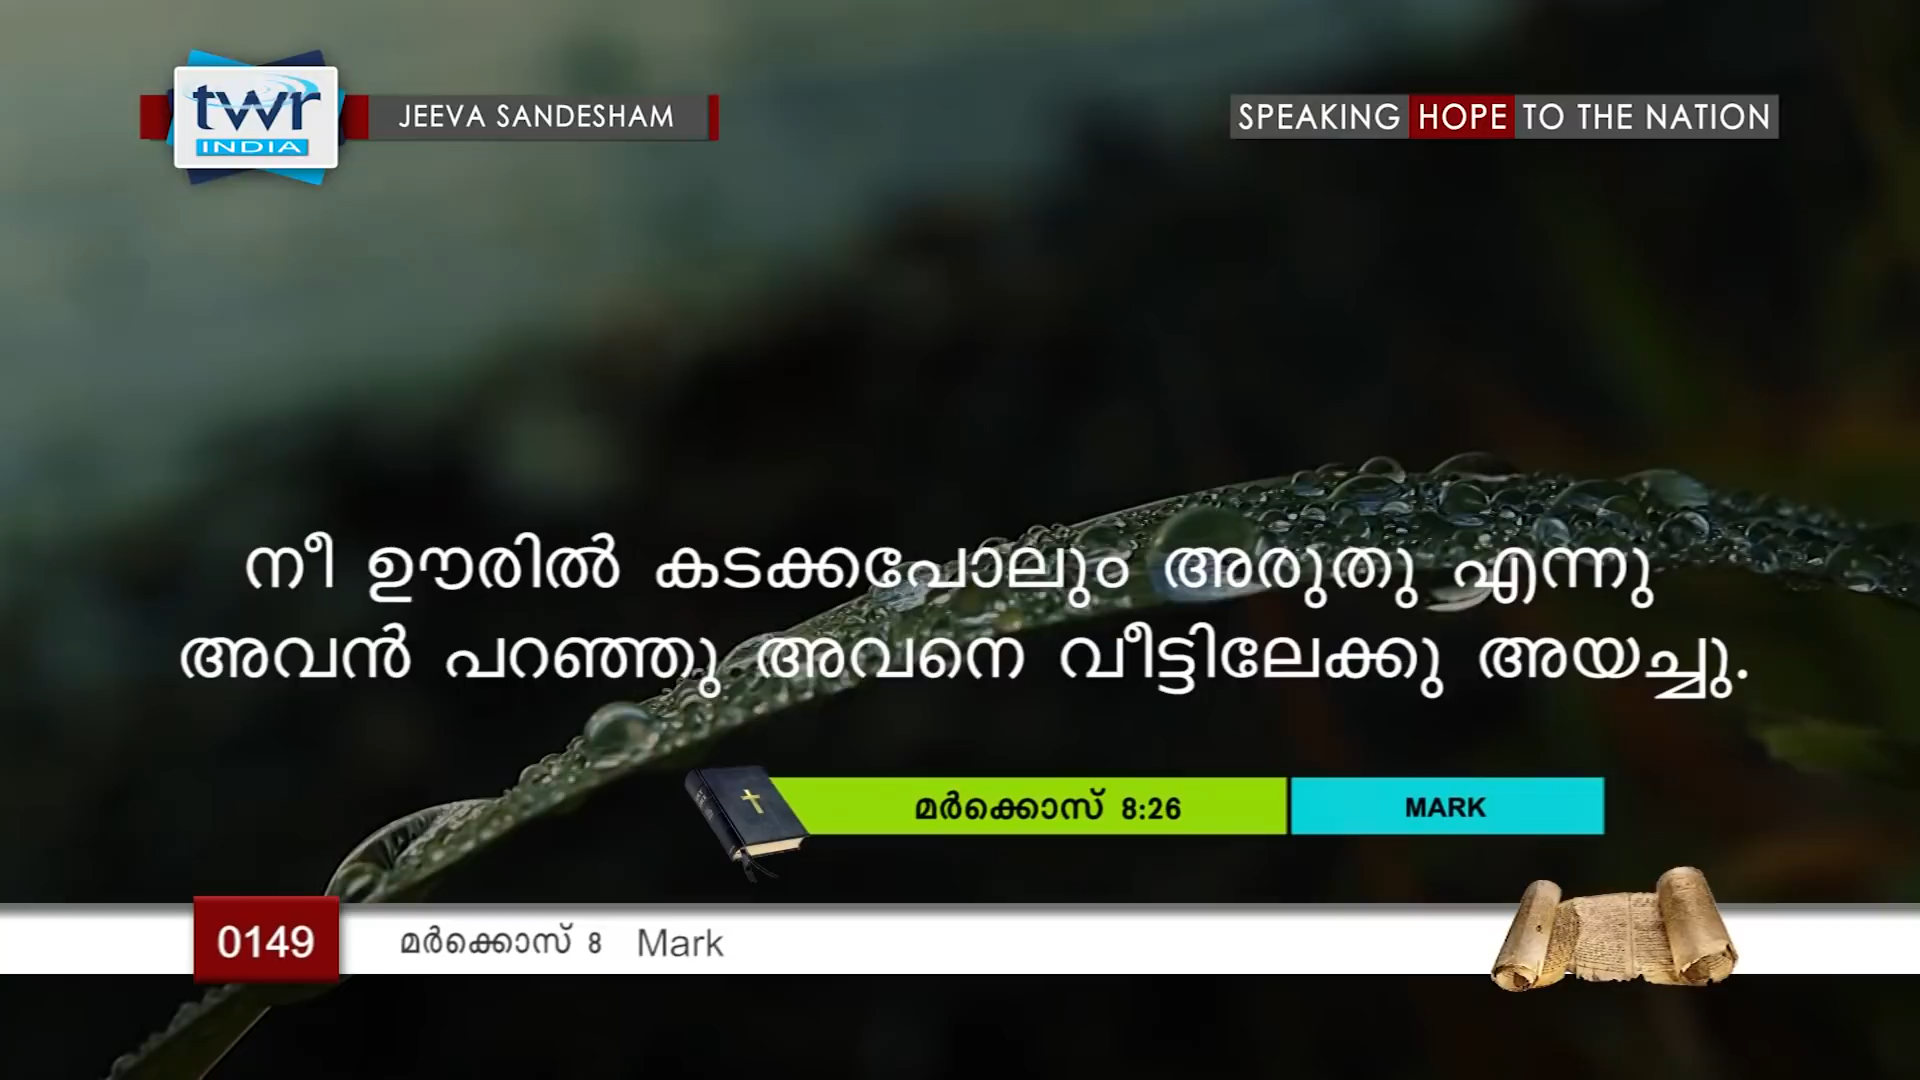 twr
INDIA
JEEVA SANDESHAM
SPEAKING HOPE TO THE NATION
നീ ഊരിൽ കടക്കപോലും അരുതു എന്നു
അവൻ പറഞ്ഞു അവനെ വീട്ടിലേക്കു അയച്ചു.
മർക്കൊസ് 8:26
MARK
0149
മർക്കൊസ് 8 Mark